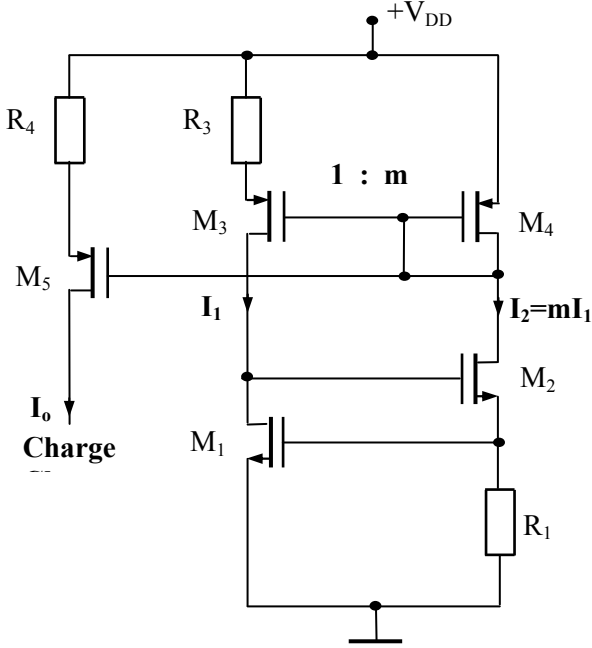 +V_DD
R₄
R₃
1 : m
M₃
M₄
M₅
I₁
I₂=mI₁
M₂
Iₒ
Charge
M₁
R₁